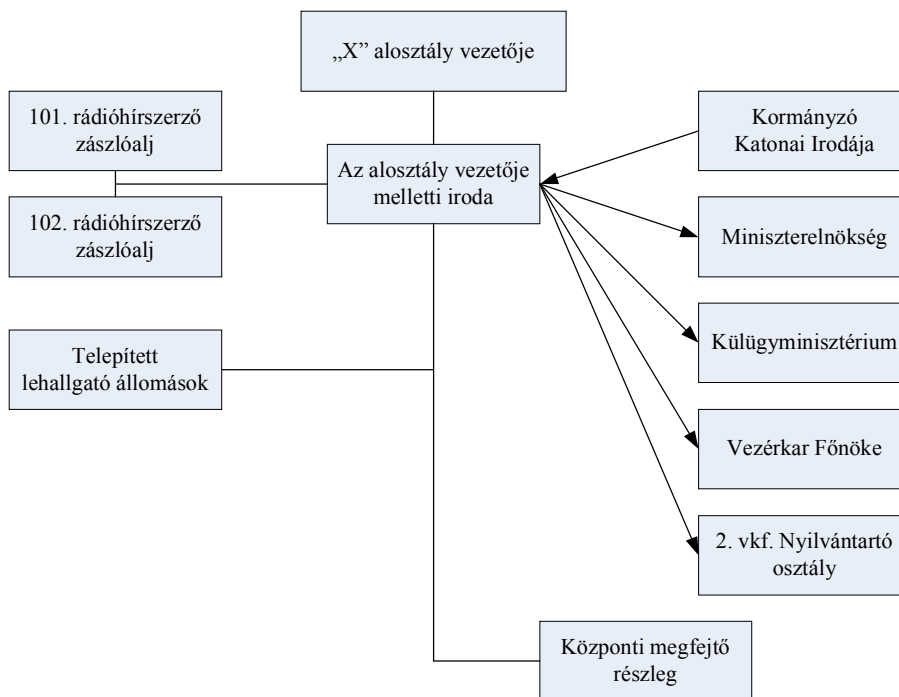 „X” alosztály vezetője
101. rádióhírszerző
zászlóalj
Kormányzó
Katonai Irodája
Az alosztály vezetője
melletti iroda
102. rádióhírszerző
zászlóalj
Miniszterelnökség
Külügyminisztérium
Telepített
lehallgató állomások
Vezérkar Főnöke
2. vkf. Nyilvántartó
osztály
Központi megfejtő
részleg